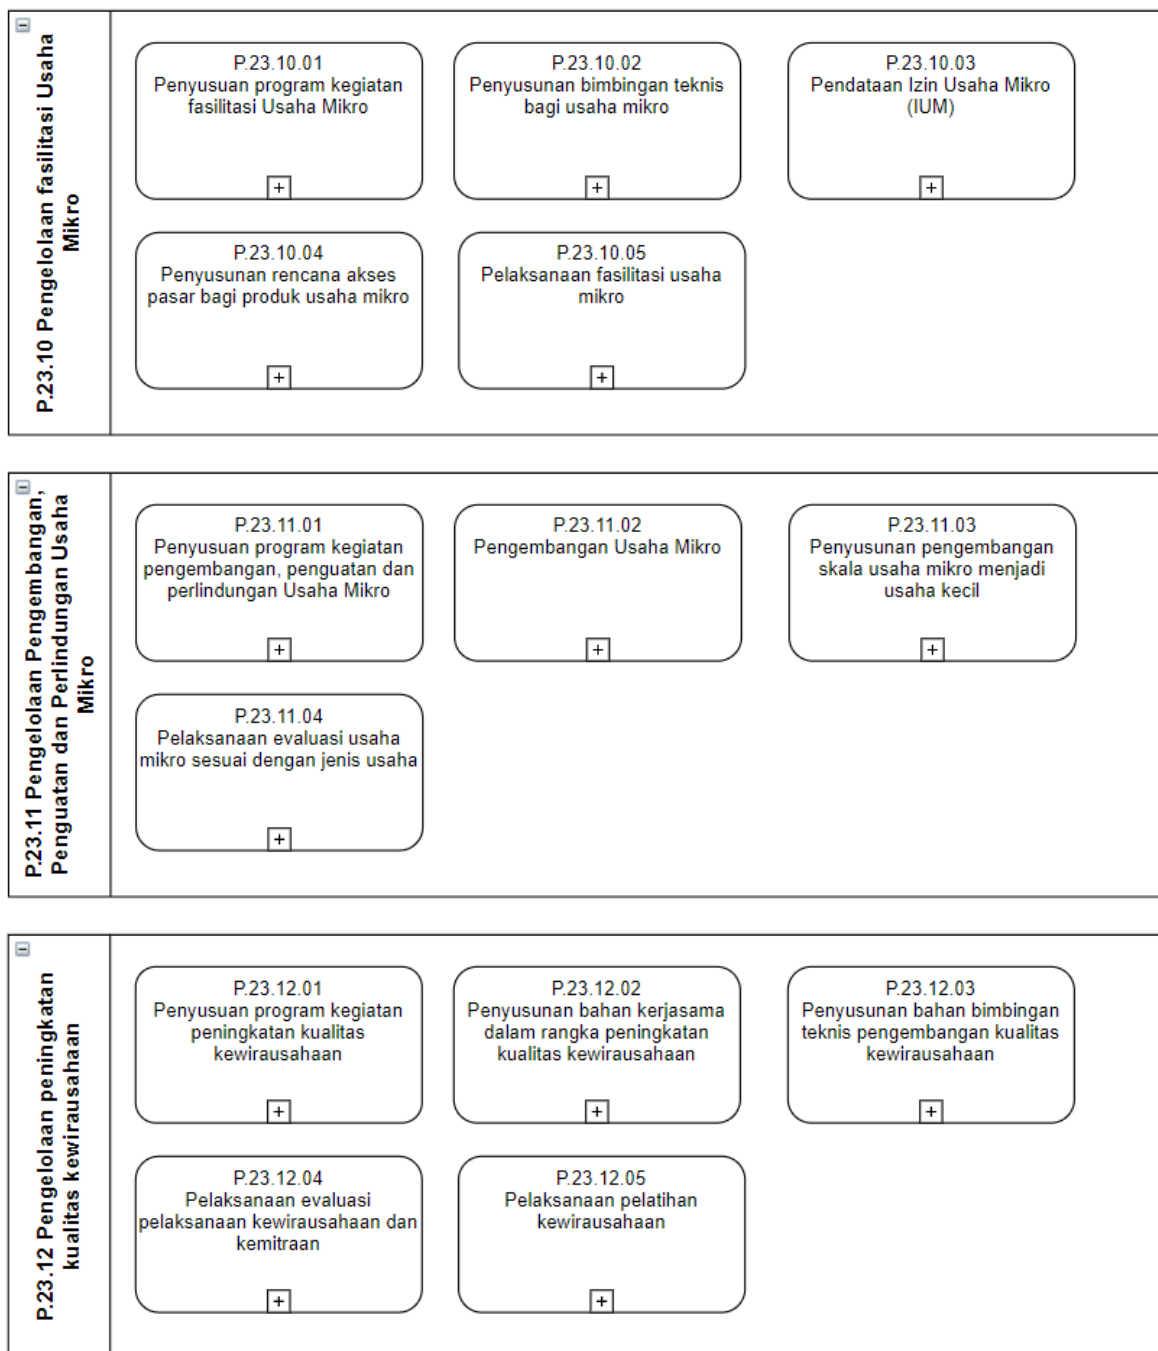 P.23.10 Pengelolaan fasilitasi Usaha
Mikro
P.23.10.01
Penyusuan program kegiatan
fasilitasi Usaha Mikro
P.23.10.02
Penyusunan bimbingan teknis
bagi usaha mikro
P.23.10.03
Pendataan Izin Usaha Mikro
(IUM)
P.23.10.04
Penyusunan rencana akses
pasar bagi produk usaha mikro
P.23.10.05
Pelaksanaan fasilitasi usaha
mikro
P.23.11 Pengelolaan Pengembangan,
Penguatan dan Perlindungan Usaha
Mikro
P.23.11.01
Penyusuan program kegiatan
pengembangan, penguatan dan
perlindungan Usaha Mikro
P.23.11.02
Pengembangan Usaha Mikro
P.23.11.03
Penyusunan pengembangan
skala usaha mikro menjadi
usaha kecil
P.23.11.04
Pelaksanaan evaluasi usaha
mikro sesuai dengan jenis usaha
P.23.12 Pengelolaan peningkatan
kualitas kewirausahaan
P.23.12.01
Penyusuan program kegiatan
peningkatan kualitas
kewirausahaan
P.23.12.02
Penyusunan bahan kerjasama
dalam rangka peningkatan
kualitas kewirausahaan
P.23.12.03
Penyusunan bahan bimbingan
teknis pengembangan kualitas
kewirausahaan
P.23.12.04
Pelaksanaan evaluasi
pelaksanaan kewirausahaan dan
kemitraan
P.23.12.05
Pelaksanaan pelatihan
kewirausahaan